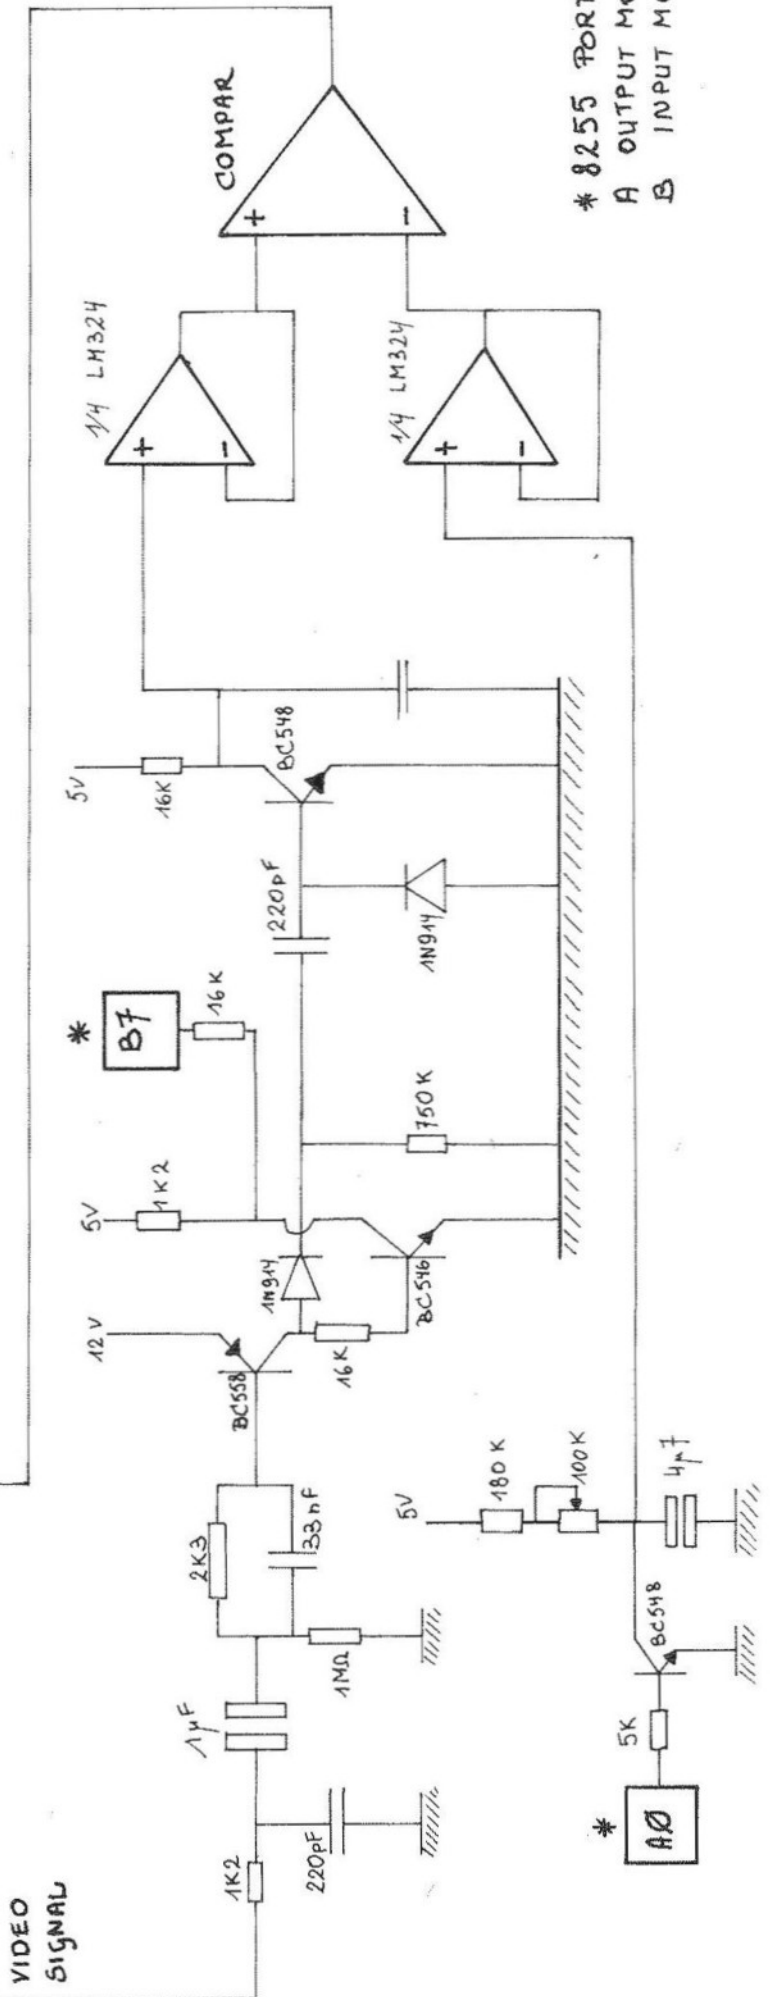 VIDEO
SIGNAL
1K2
220pF
1µF
1MΩ
2K3
33nF
BC558
12V
1N914
16K
5V
1K2
BC546
* B7
16K
750K
220pF
1N914
5V
16K
BC548
1/4 LM324
+
-
1/4 LM324
+
-
COMPAR
+
-
* A0
5K
BC548
5V
180K
100K
4µ7
* 8255 PORT
A OUTPUT
B INPUT